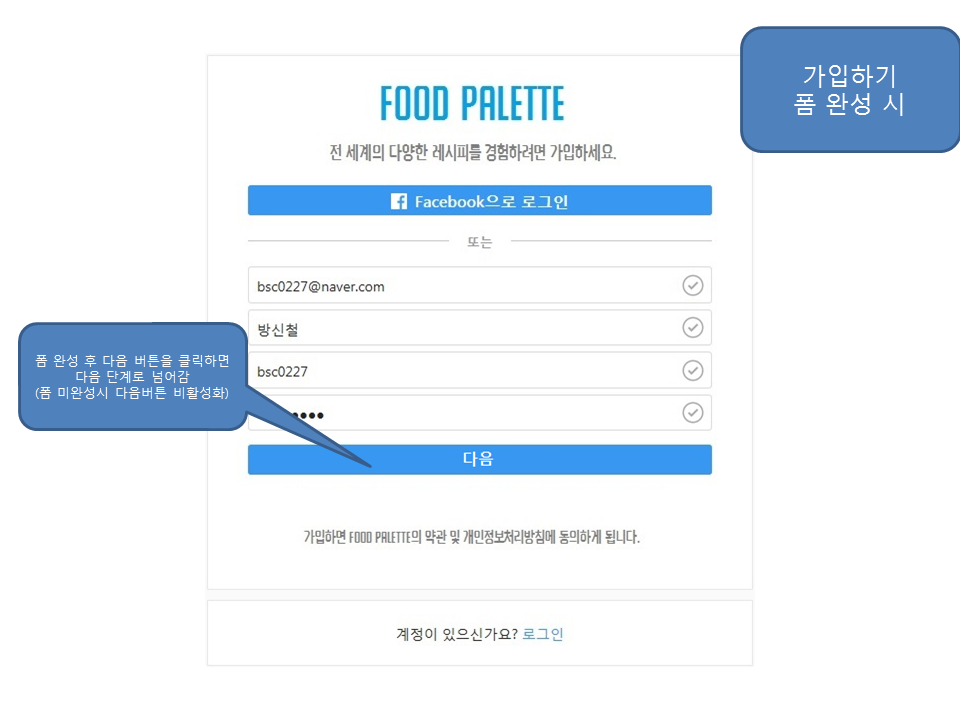 가입하기
폼 완성 시
FOOD PALETTE
전 세계의 다양한 레시피를 경험하려면 가입하세요.
Facebook으로 로그인
또는
bsc0227@naver.com
방신철
bsc0227
폼 완성 후 다음 버튼을 클릭하면
다음 단계로 넘어감
(폼 미완성시 다음버튼 비활성화)
다음
가입하면 FOOD PALETTE의 약관 및 개인정보처리방침에 동의하게 됩니다.
계정이 있으신가요? 로그인